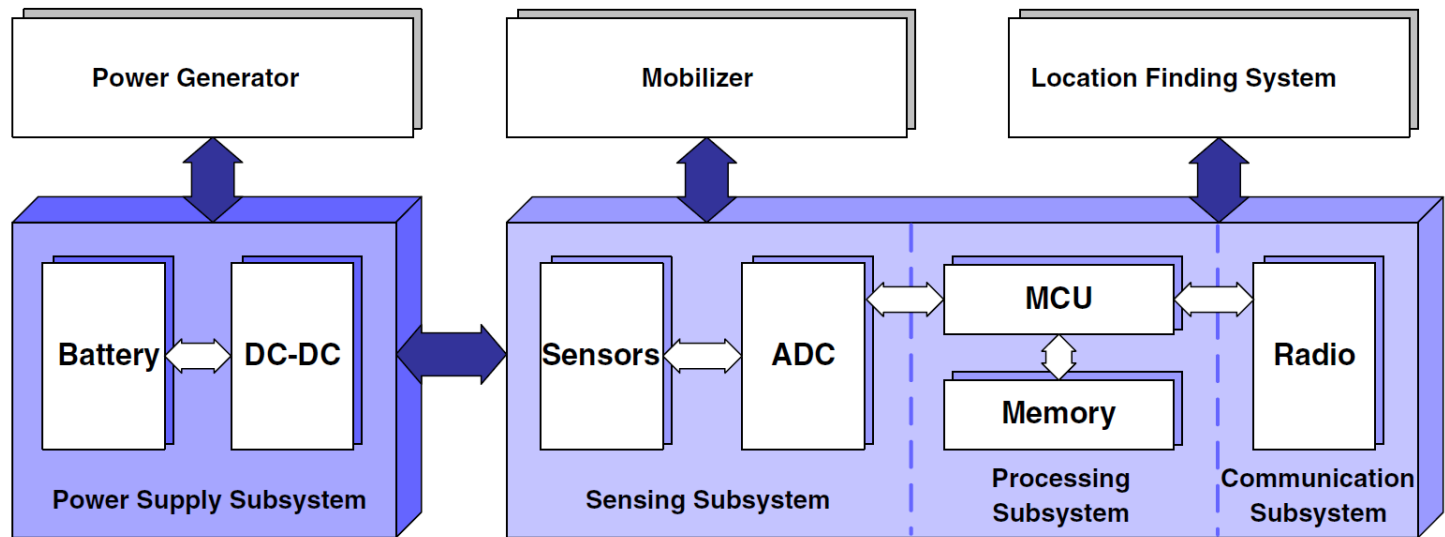 Power Generator
Mobilizer
Location Finding System
Battery
DC-DC
Sensors
ADC
MCU
Memory
Radio
Power Supply Subsystem
Sensing Subsystem
Processing
Subsystem
Communication
Subsystem